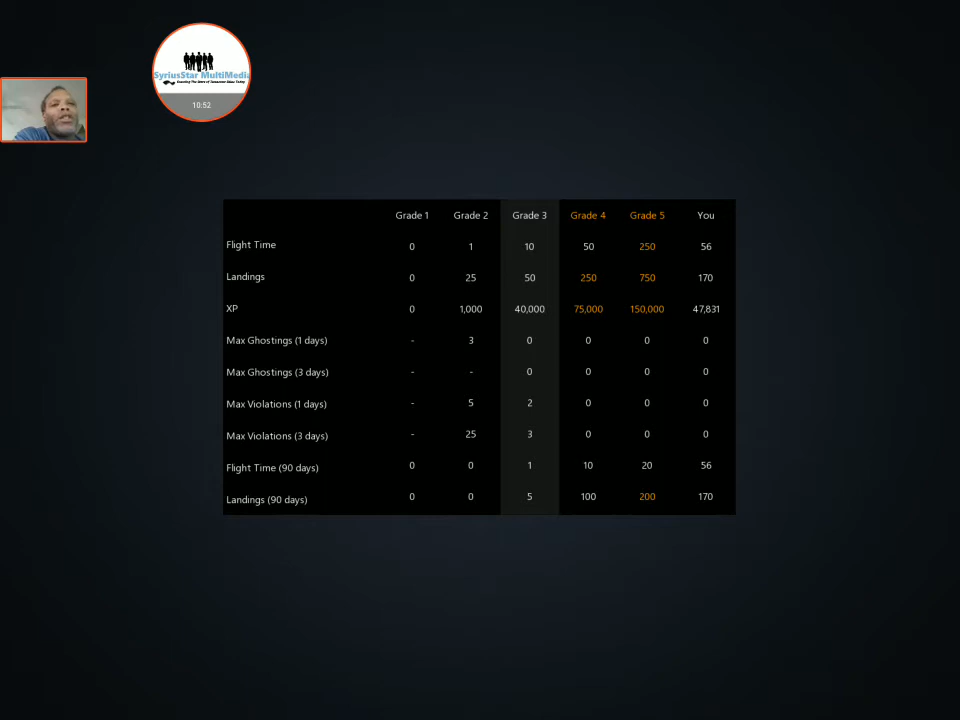 SyriusStar MultiMedia
10:52
Grade 1 Grade 2 Grade 3 Grade 4 Grade 5 You
Flight Time 0 1 10 50 250 56
Landings 0 25 50 250 750 170
XP 0 1,000 40,000 75,000 150,000 47,831
Max Ghostings (1 days) - 3 0 0 0 0
Max Ghostings (3 days) - - 0 0 0 0
Max Violations (1 days) - 5 2 0 0 0
Max Violations (3 days) - 25 3 0 0 0
Flight Time (90 days) 0 0 1 10 20 56
Landings (90 days) 0 0 5 100 200 170